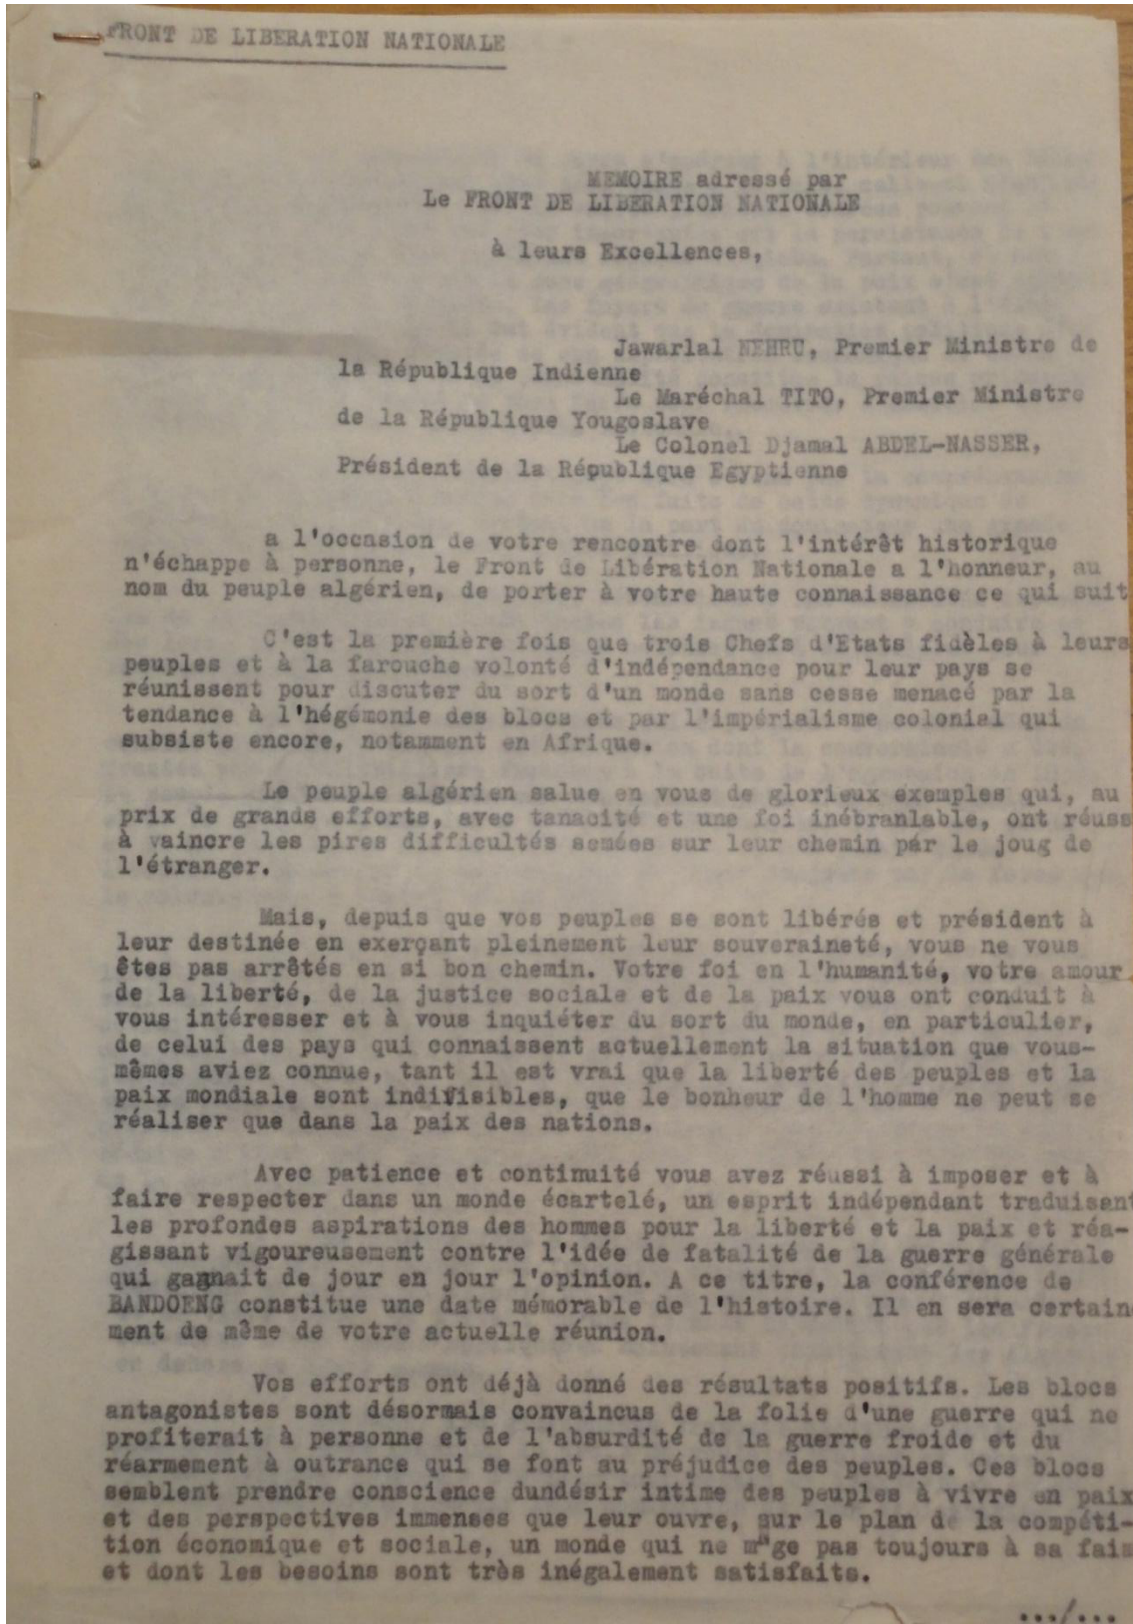 FRONT DE LIBERATION NATIONALE
MEMOIRE adressé par
Le FRONT DE LIBERATION NATIONALE
à leurs Excellences,
Jawarlal NEHRU, Premier Ministre de
la République Indienne
Le Maréchal TITO, Premier Ministre
de la République Yougoslave
Le Colonel Djamal ABDEL-NASSER,
Président de la République Egyptienne
a l'occasion de votre rencontre dont l'intérêt historique
n'échappe à personne, le Front de Libération Nationale a l'honneur, au
nom du peuple algérien, de porter à votre haute connaissance ce qui suit
C'est la première fois que trois Chefs d'Etats fidèles à leurs
peuples et à la farouche volonté d'indépendance pour leur pays se
réunissent pour discuter du sort d'un monde sans cesse menacé par la
tendance à l'hégémonie des blocs et par l'impérialisme colonial qui
subsiste encore, notamment en Afrique.
Le peuple algérien salue en vous de glorieux exemples qui, au
prix de grands efforts, avec tanacité et une foi inébranlable, ont réuss
à vaincre les pires difficultés semées sur leur chemin pár le joug de
l'étranger.
Mais, depuis que vos peuples se sont libérés et président à
leur destinée en exerçant pleinement leur souveraineté, vous ne vous
êtes pas arrêtés en si bon chemin. Votre foi en l'humanité, votre amour
de la liberté, de la justice sociale et de la paix vous ont conduit à
vous intéresser et à vous inquiéter du sort du monde, en particulier,
de celui des pays qui connaissent actuellement la situation que vous-
mêmes aviez connue, tant il est vrai que la liberté des peuples et la
paix mondiale sont indivisibles, que le bonheur de l'homme ne peut se
réaliser que dans la paix des nations.
Avec patience et continuité vous avez réussi à imposer et à
faire respecter dans un monde écartelé, un esprit indépendant traduisant
les profondes aspirations des hommes pour la liberté et la paix et réa-
gissant vigoureusement contre l'idée de fatalité de la guerre générale
qui gagnait de jour en jour l'opinion. A ce titre, la conférence de
BANDOENG constitue une date mémorable de l'histoire. Il en sera certaine
ment de même de votre actuelle réunion.
Vos efforts ont déjà donné des résultats positifs. Les blocs
antagonistes sont désormais convaincus de la folie d'une guerre qui ne
profiterait à personne et de l'absurdité de la guerre froide et du
réarmement à outrance qui se font au préjudice des peuples. Ces blocs
semblent prendre conscience dundésir intime des peuples à vivre en paix
et des perspectives immenses que leur ouvre, sur le plan de la compéti-
tion économique et sociale, un monde qui ne m"ge pas toujours à sa faim
et dont les besoins sont très inégalement satisfaits.
.../...